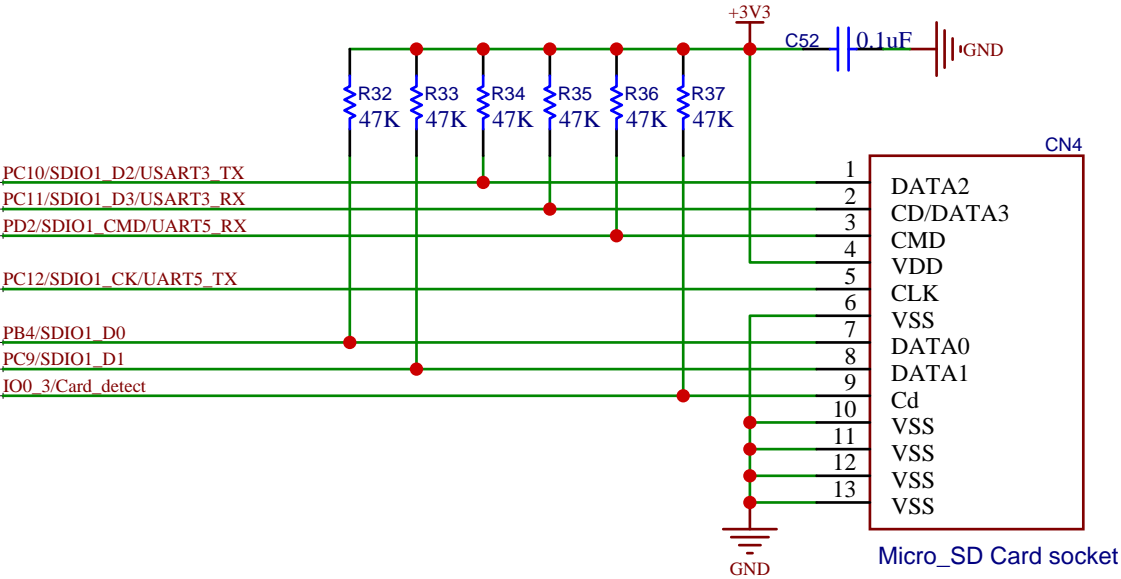 +3V3
C52 0.1uF GND
R32 R33 R34 R35 R36 R37
47K 47K 47K 47K 47K 47K
CN4
PC10/SDIO1_D2/USART3_TX 1 DATA2
PC11/SDIO1_D3/USART3_RX 2 CD/DATA3
PD2/SDIO1_CMD/UART5_RX 3 CMD
4 VDD
PC12/SDIO1_CK/UART5_TX 5 CLK
6 VSS
PB4/SDIO1_D0 7 DATA0
PC9/SDIO1_D1 8 DATA1
IO0_3/Card_detect 9 Cd
10 VSS
11 VSS
12 VSS
13 VSS
GND
Micro_SD Card socket